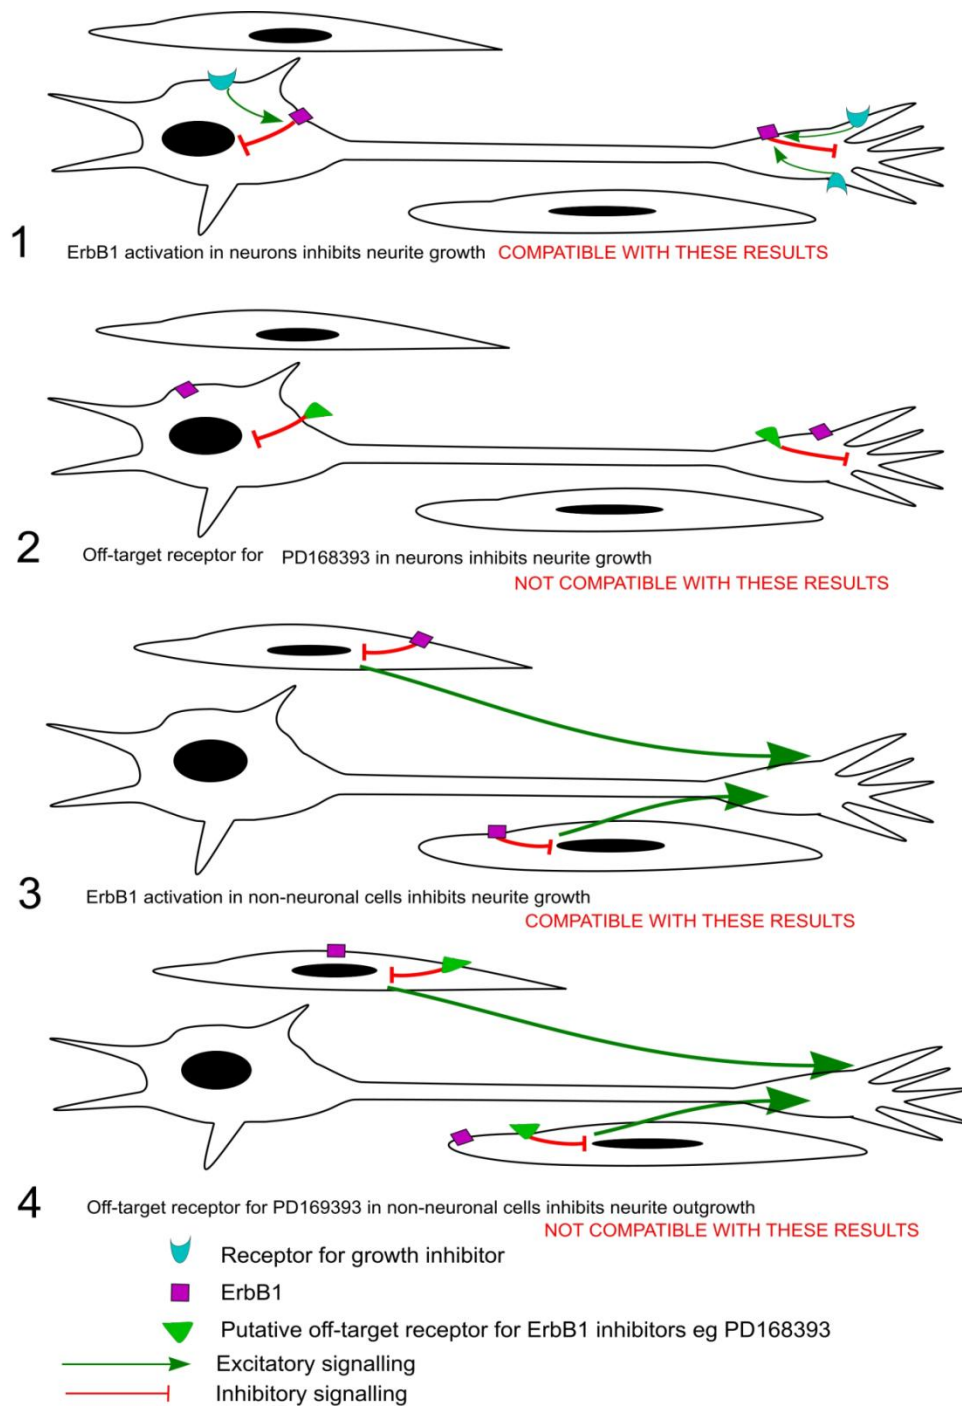 1 ErbB1 activation in neurons inhibits neurite growth COMPATIBLE WITH THESE RESULTS
2 Off-target receptor for PD168393 in neurons inhibits neurite growth
NOT COMPATIBLE WITH THESE RESULTS
3 ErbB1 activation in non-neuronal cells inhibits neurite growth
COMPATIBLE WITH THESE RESULTS
4 Off-target receptor for PD169393 in non-neuronal cells inhibits neurite outgrowth
NOT COMPATIBLE WITH THESE RESULTS
Receptor for growth inhibitor
ErbB1
Putative off-target receptor for ErbB1 inhibitors eg PD168393
Excitatory signalling
Inhibitory signalling